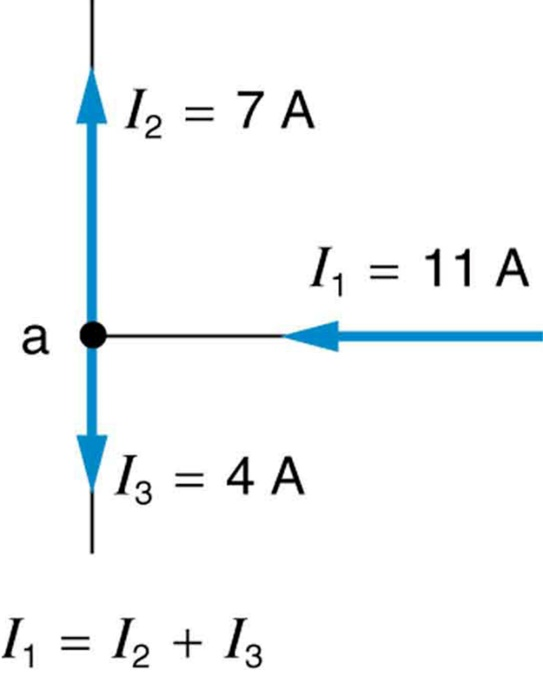 I₂ = 7 A
I₁ = 11 A
a
I₃ = 4 A
I₁ = I₂ + I₃